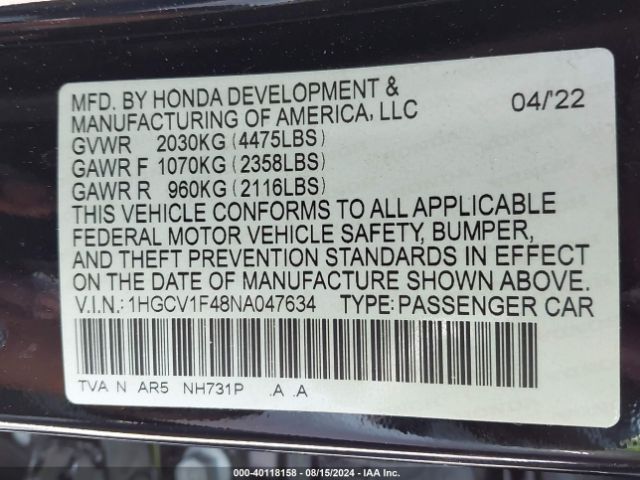 MFD. BY HONDA DEVELOPMENT & MANUFACTURING OF AMERICA, LLC 04/'22
GVWR 2030KG (4475LBS)
GAWR F 1070KG (2358LBS)
GAWR R 960KG (2116LBS)
THIS VEHICLE CONFORMS TO ALL APPLICABLE
FEDERAL MOTOR VEHICLE SAFETY, BUMPER,
AND THEFT PREVENTION STANDARDS IN EFFECT
ON THE DATE OF MANUFACTURE SHOWN ABOVE.
V.I.N.: 1HGCV1F48NA047634 TYPE: PASSENGER CAR
TVA N AR5 NH731P .A .A
000-40118158 - 08/15/2024 - IAA Inc.